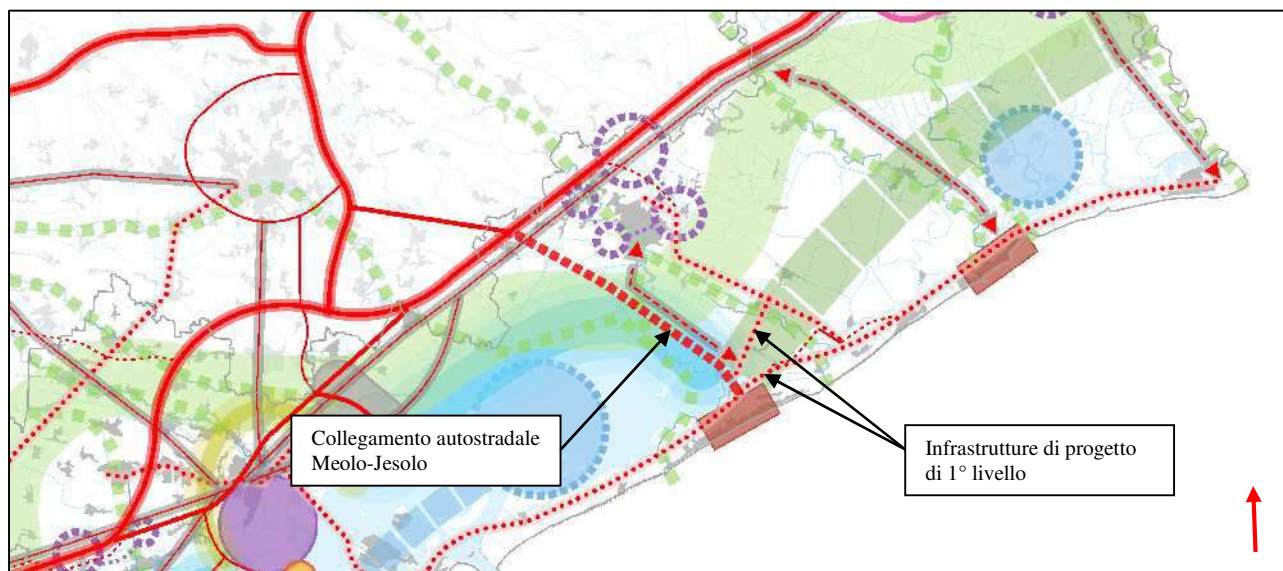 Collegamento autostradale
Meolo-Jesolo
Infrastrutture di progetto
di 1° livello